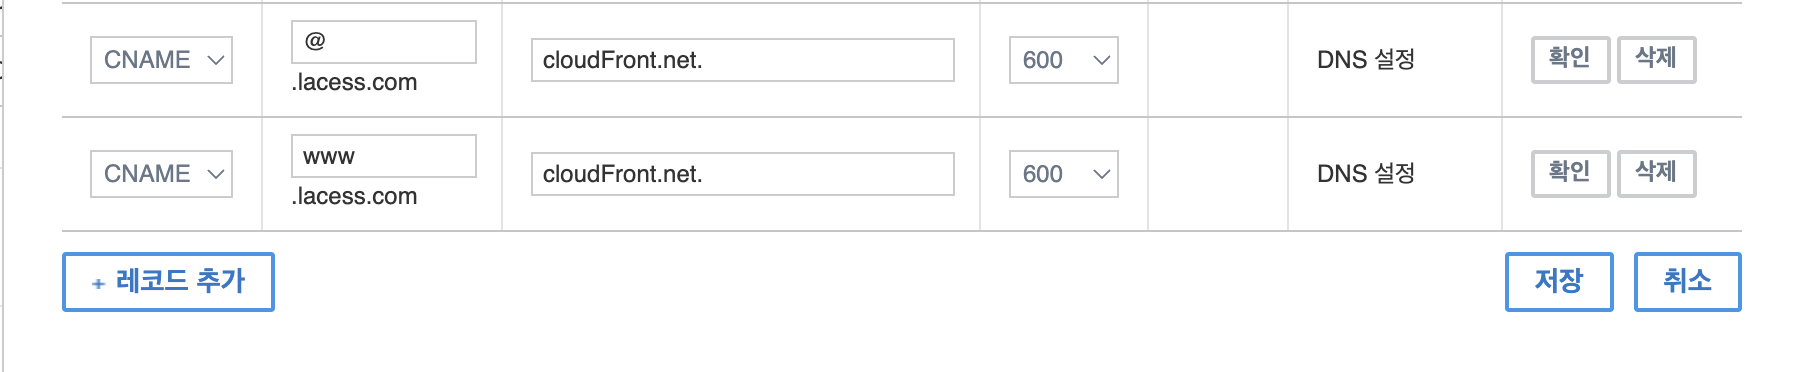 CNAME
@
.lacess.com
cloudFront.net.
600
DNS 설정
확인
삭제
CNAME
www
.lacess.com
cloudFront.net.
600
DNS 설정
확인
삭제
+ 레코드 추가
저장
취소